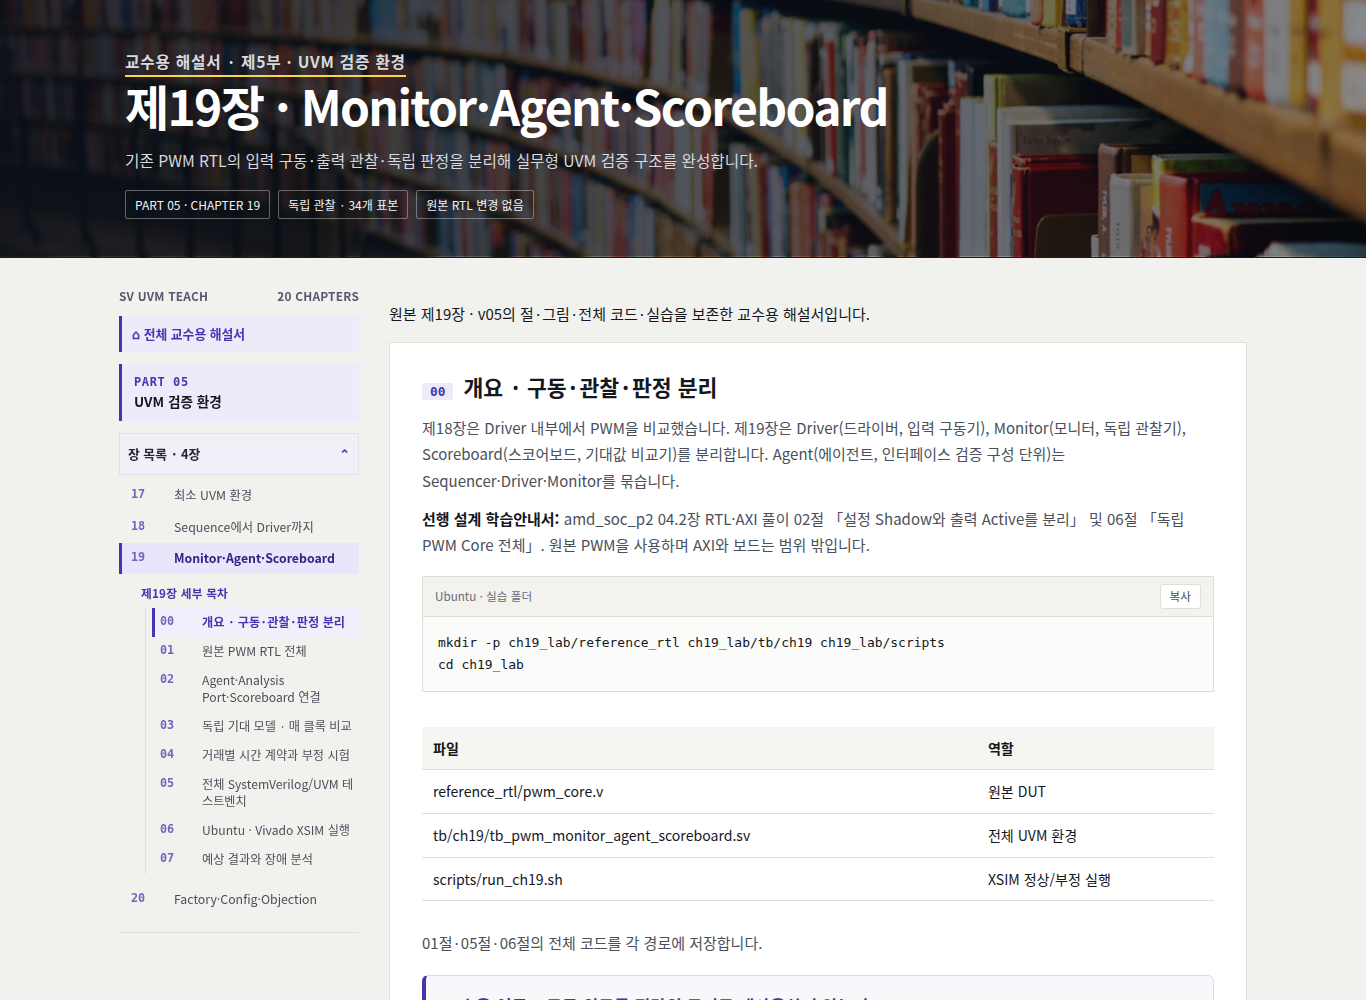 교수용 해설서 · 제5부 · UVM 검증 환경
제19장 · Monitor·Agent·Scoreboard
기존 PWM RTL의 입력 구동·출력 관찰·독립 판정을 분리해 실무형 UVM 검증 구조를 완성합니다.
PART 05 · CHAPTER 19
독립 관찰 · 34개 표본
원본 RTL 변경 없음
SV UVM TEACH
20 CHAPTERS
⌂ 전체 교수용 해설서
PART 05
UVM 검증 환경
장 목록 · 4장
17 최소 UVM 환경
18 Sequence에서 Driver까지
19 Monitor·Agent·Scoreboard
제19장 세부 목차
00 개요 · 구동·관찰·판정 분리
01 원본 PWM RTL 전체
02 Agent·Analysis
Port·Scoreboard 연결
03 독립 기대 모델 · 매 클록 비교
04 거래별 시간 계약과 부정 시험
05 전체 SystemVerilog/UVM 테
스트벤치
06 Ubuntu · Vivado XSIM 실행
07 예상 결과와 장애 분석
20 Factory·Config·Objection
원본 제19장 · v05의 절·그림·전체 코드·실습을 보존한 교수용 해설서입니다.
00 개요 · 구동·관찰·판정 분리
제18장은 Driver 내부에서 PWM을 비교했습니다. 제19장은 Driver(드라이버, 입력 구동기), Monitor(모니터, 독립 관찰기),
Scoreboard(스코어보드, 기대값 비교기)를 분리합니다. Agent(에이전트, 인터페이스 검증 구성 단위)는
Sequencer·Driver·Monitor를 묶습니다.
선행 설계 학습안내서: amd_soc_p2 04.2장 RTL·AXI 풀이 02절 「설정 Shadow와 출력 Active를 분리」 및 06절 「독립
PWM Core 전체」. 원본 PWM을 사용하며 AXI와 보드는 범위 밖입니다.
Ubuntu · 실습 폴더
복사
mkdir -p ch19_lab/reference_rtl ch19_lab/tb/ch19 ch19_lab/scripts
cd ch19_lab
파일 역할
reference_rtl/pwm_core.v 원본 DUT
tb/ch19/tb_pwm_monitor_agent_scoreboard.sv 전체 UVM 환경
scripts/run_ch19.sh XSIM 정상/부정 실행
01절·05절·06절의 전체 코드를 각 경로에 저장합니다.